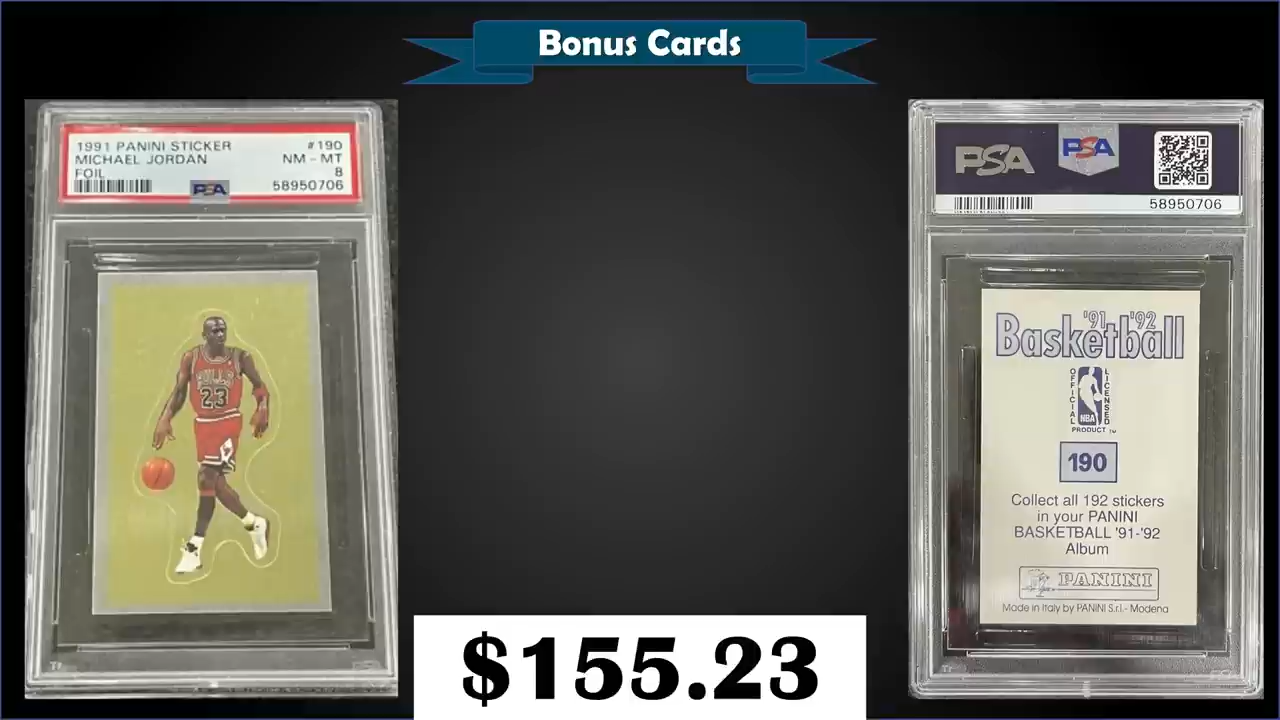 Bonus Cards
1991 PANINI STICKER #190
MICHAEL JORDAN NM - MT
FOIL 8
PSA 58950706
BULLS
23
PSA PSA
58950706
'91 '92
Basketball
OFFICIAL LICENSED
NBA
PRODUCT ™
190
Collect all 192 stickers
in your PANINI
BASKETBALL '91-'92
Album
PANINI
Made in Italy by PANINI S.r.l.- Modena
$155.23